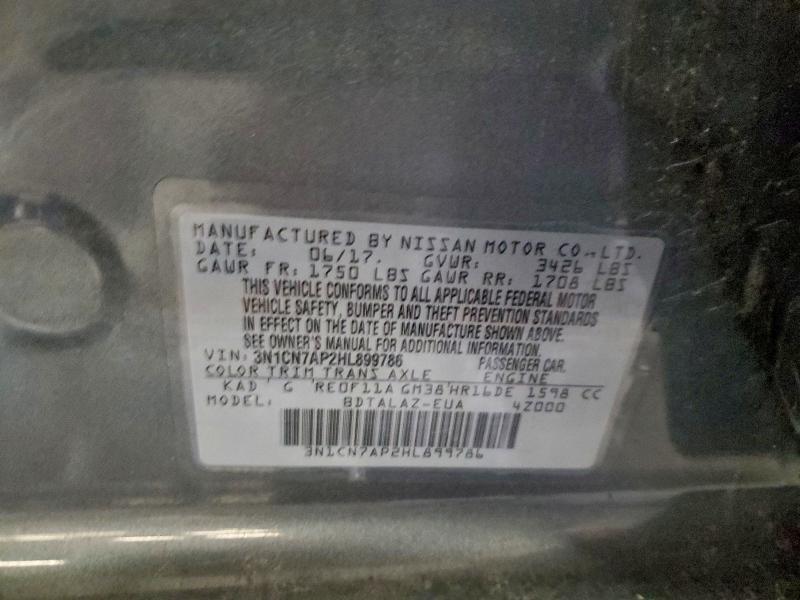 MANUFACTURED BY NISSAN MOTOR CO., LTD.
DATE: 06/17. GVWR: 3426 LBS
GAWR FR: 1750 LBS GAWR RR: 1708 LBS
THIS VEHICLE CONFORMS TO ALL APPLICABLE FEDERAL MOTOR
VEHICLE SAFETY, BUMPER AND THEFT PREVENTION STANDARDS
IN EFFECT ON THE DATE OF MANUFACTURE SHOWN ABOVE.
SEE OWNER'S MANUAL FOR ADDITIONAL INFORMATION.
VIN: 3N1CN7AP2HL899786 PASSENGER CAR.
COLOR TRIM TRANS AXLE ENGINE
KAD G RE0F11A GM38 HR16DE 1598 CC
MODEL: BDTALAZ-EUA 4Z000
3N1CN7AP2HL899786